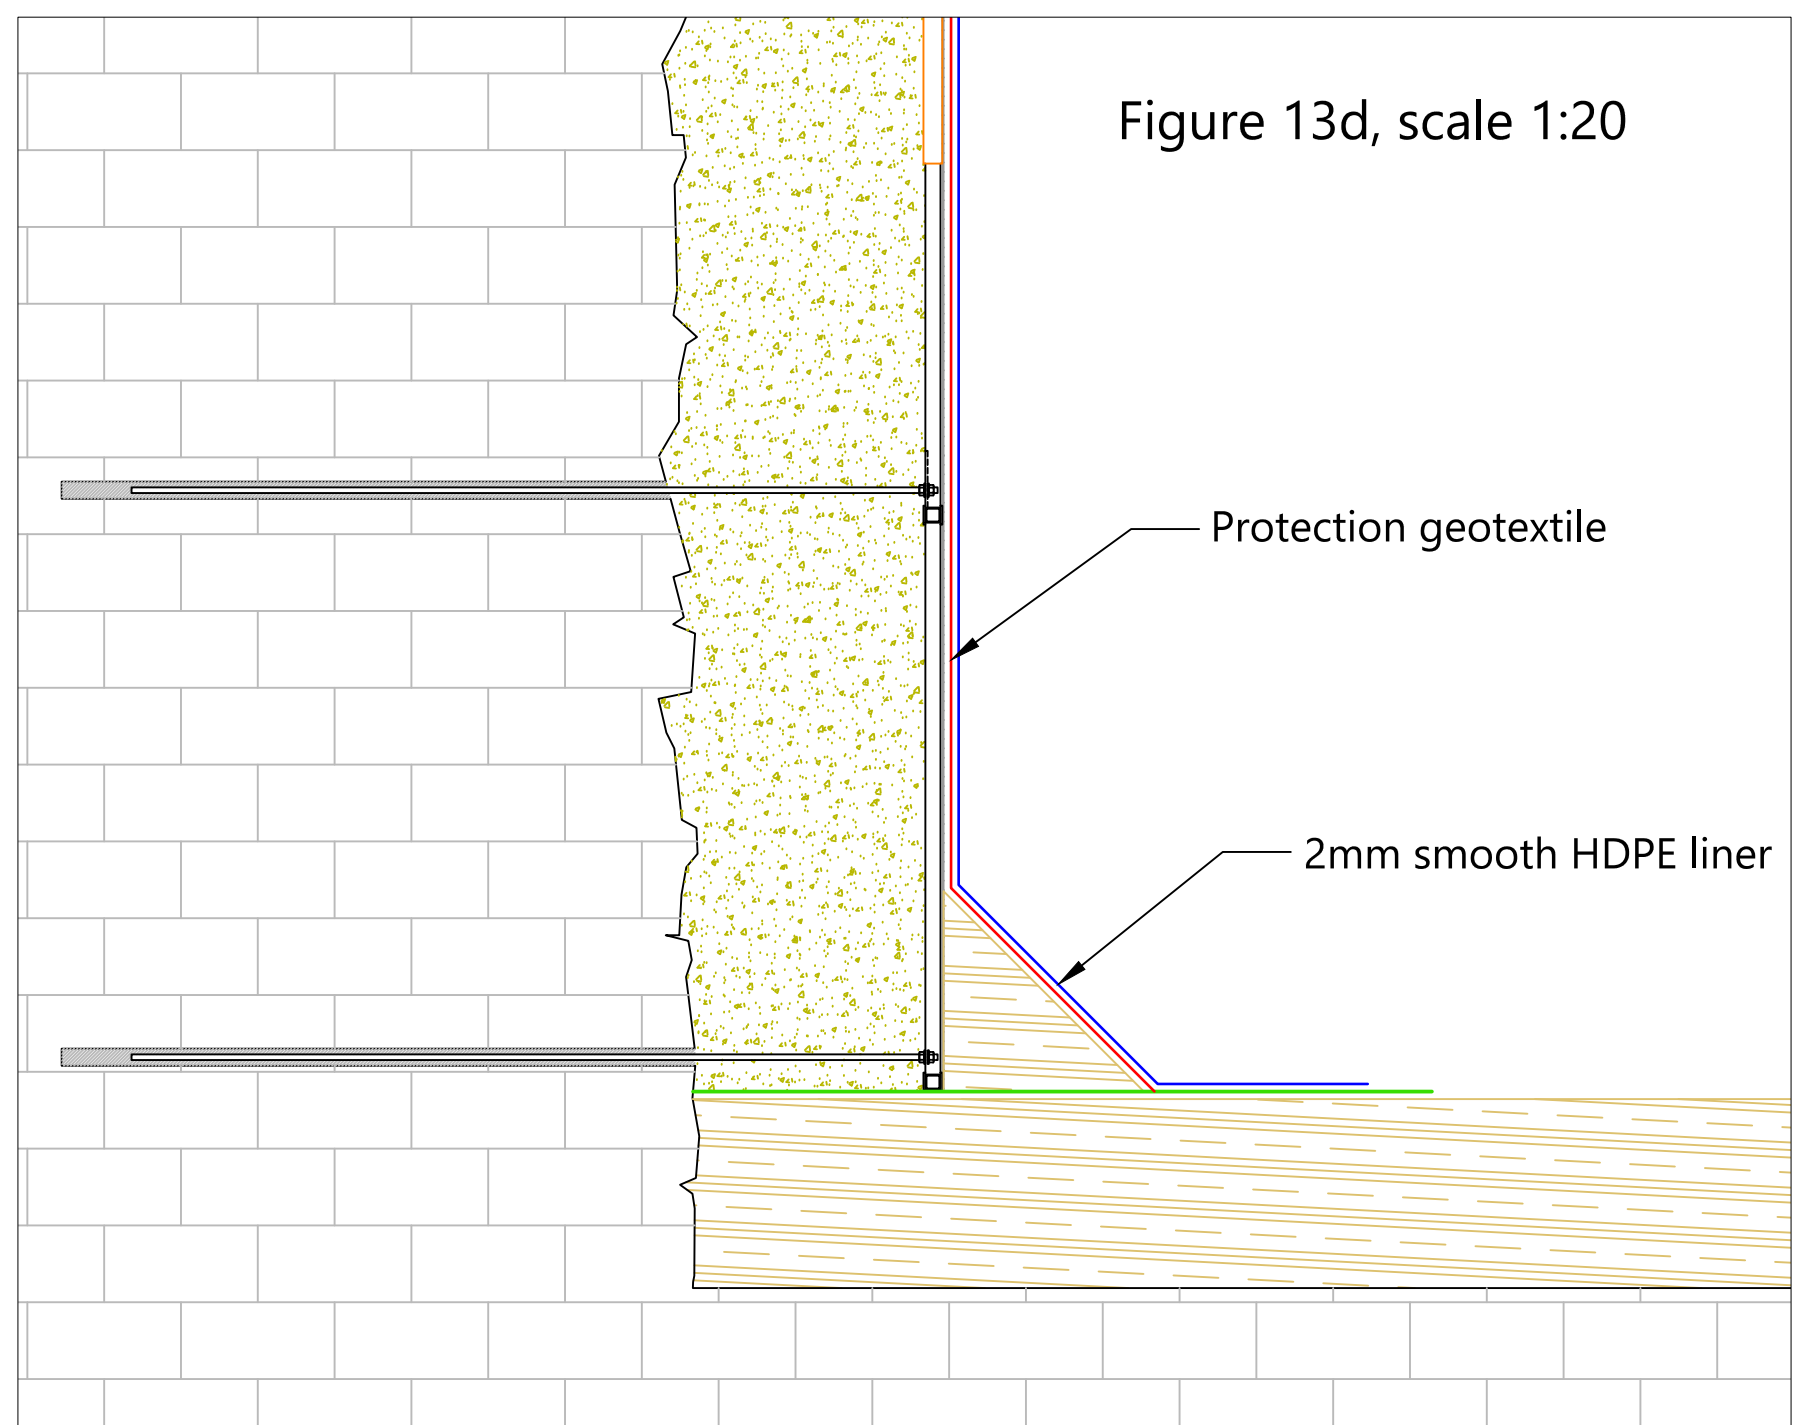 Figure 13d, scale 1:20
Protection geotextile
2mm smooth HDPE liner